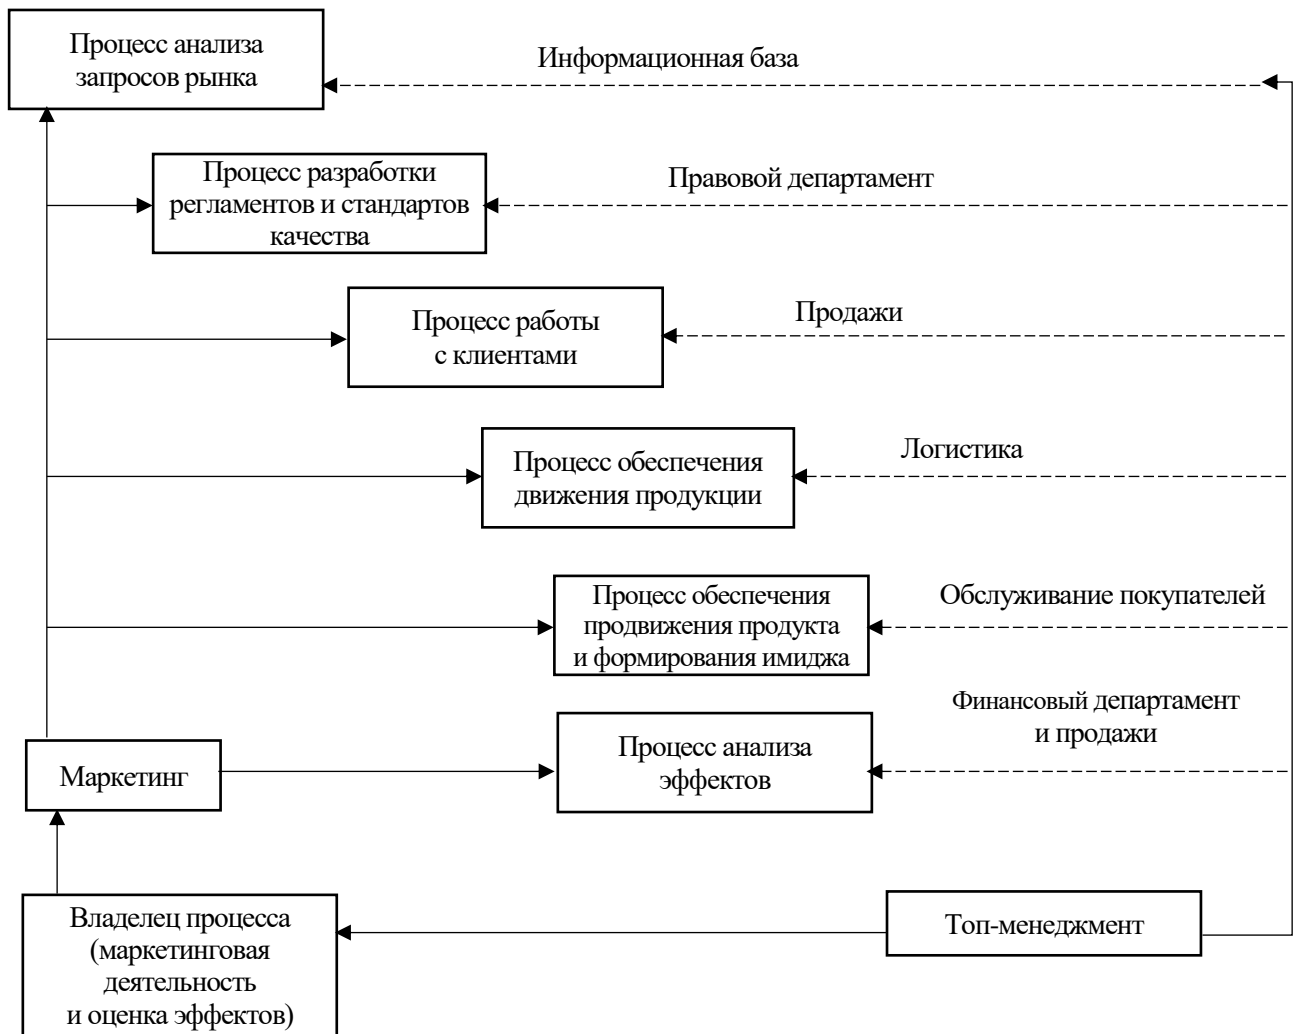 Процесс анализа
запросов рынка
Информационная база
Процесс разработки
регламентов и стандартов
качества
Правовой департамент
Процесс работы
с клиентами
Продажи
Процесс обеспечения
движения продукции
Логистика
Процесс обеспечения
продвижения продукта
и формирования имиджа
Обслуживание покупателей
Финансовый департамент
и продажи
Процесс анализа
эффектов
Маркетинг
Владелец процесса
(маркетинговая
деятельность
и оценка эффектов)
Топ-менеджмент